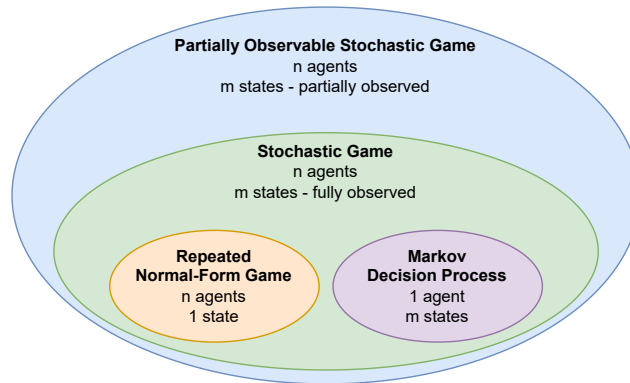 Partially Observable Stochastic Game
n agents
m states - partially observed
Stochastic Game
n agents
m states - fully observed
Repeated
Normal-Form Game
n agents
1 state
Markov
Decision Process
1 agent
m states